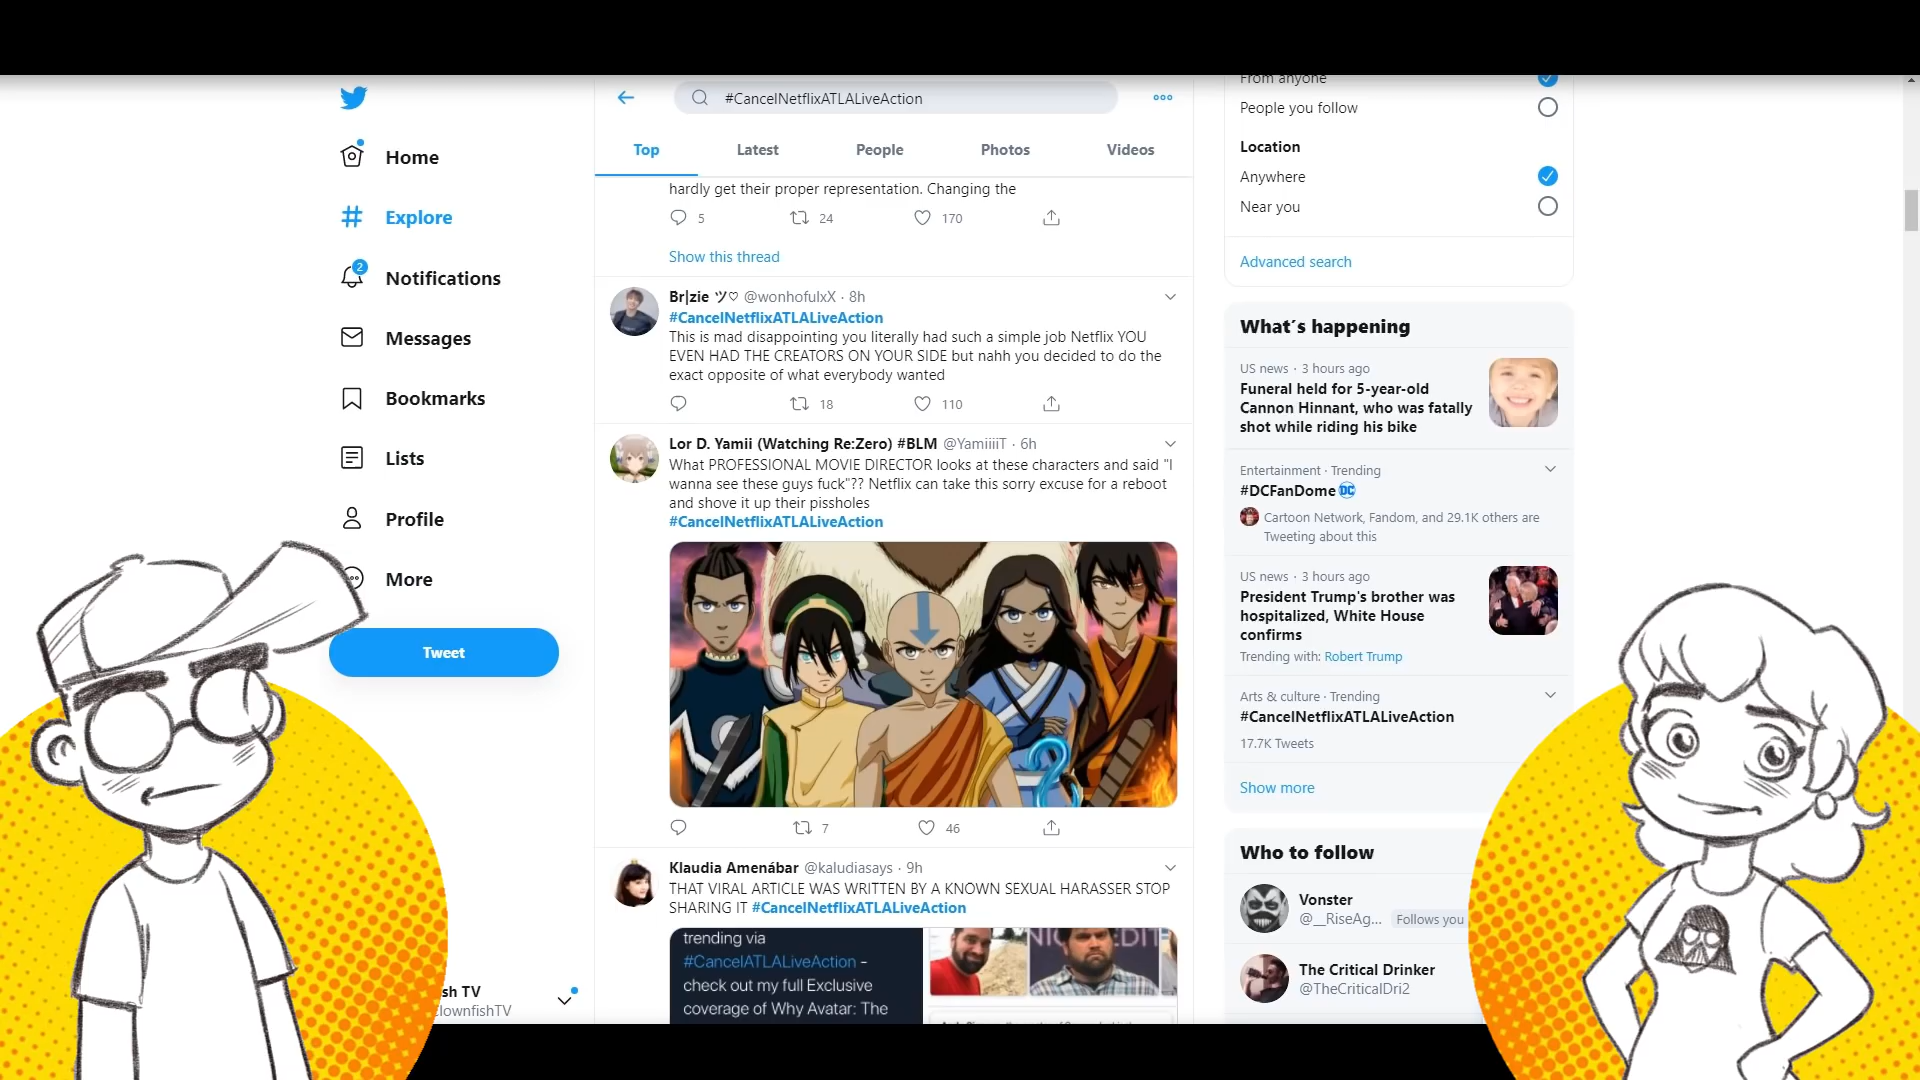 Home
Explore
2
Notifications
Messages
Bookmarks
Lists
Profile
More
Tweet
sh TV
lownfishTV
#CancelNetflixATLALiveAction
Top
Latest
People
Photos
Videos
hardly get their proper representation. Changing the
5
24
170
Show this thread
Br|zie ツ♡ @wonhofulxX · 8h
#CancelNetflixATLALiveAction
This is mad disappointing you literally had such a simple job Netflix YOU
EVEN HAD THE CREATORS ON YOUR SIDE but nahh you decided to do the
exact opposite of what everybody wanted
18
110
Lor D. Yamii (Watching Re:Zero) #BLM @YamiiiiT · 6h
What PROFESSIONAL MOVIE DIRECTOR looks at these characters and said "I
wanna see these guys fuck"?? Netflix can take this sorry excuse for a reboot
and shove it up their pissholes
#CancelNetflixATLALiveAction
7
46
Klaudia Amenábar @kaludiasays · 9h
THAT VIRAL ARTICLE WAS WRITTEN BY A KNOWN SEXUAL HARASSER STOP
SHARING IT #CancelNetflixATLALiveAction
trending via
#CancelATLALiveAction -
check out my full Exclusive
coverage of Why Avatar: The
From anyone
People you follow
Location
Anywhere
Near you
Advanced search
What´s happening
US news · 3 hours ago
Funeral held for 5-year-old
Cannon Hinnant, who was fatally
shot while riding his bike
Entertainment · Trending
#DCFanDome
Cartoon Network, Fandom, and 29.1K others are
Tweeting about this
US news · 3 hours ago
President Trump's brother was
hospitalized, White House
confirms
Trending with: Robert Trump
Arts & culture · Trending
#CancelNetflixATLALiveAction
17.7K Tweets
Show more
Who to follow
Vonster
@__RiseAg... Follows you
The Critical Drinker
@TheCriticalDri2